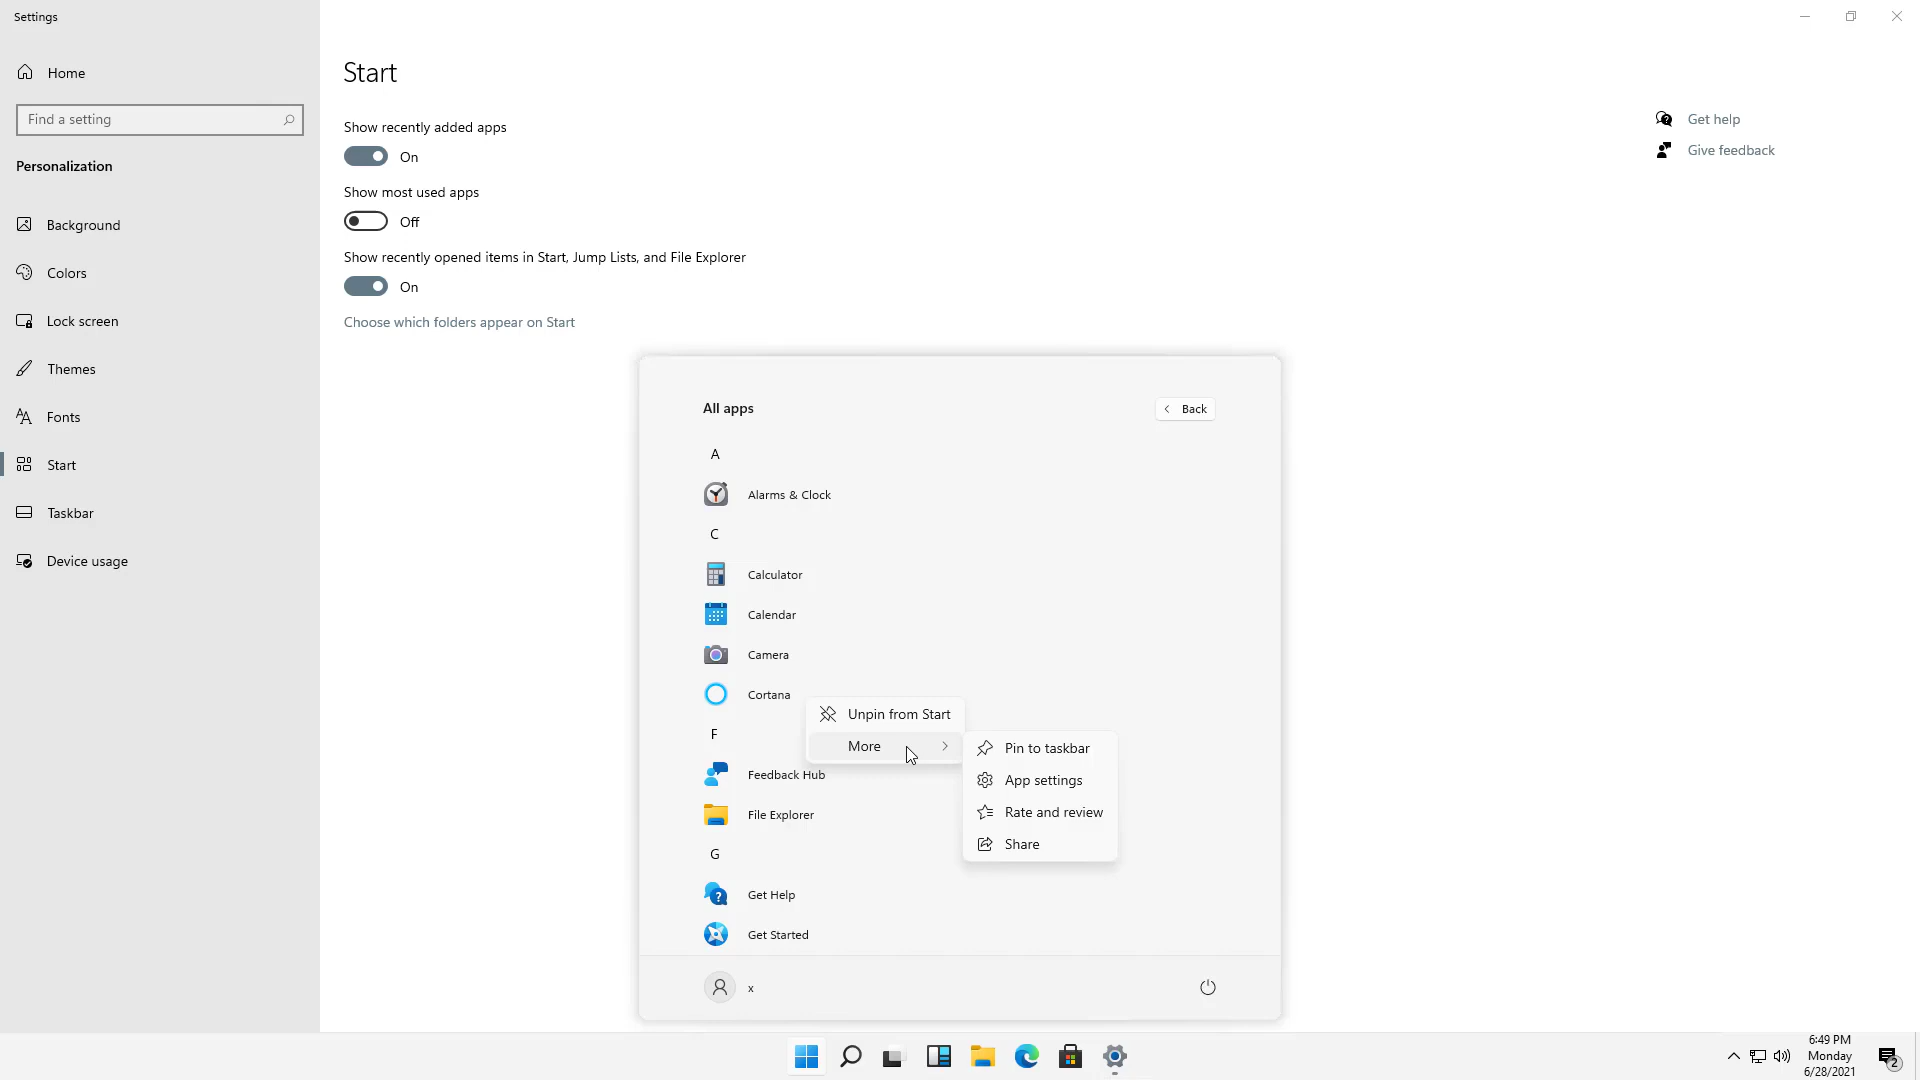 Settings
Home
Find a setting
Personalization
Background
Colors
Lock screen
Themes
Fonts
Start
Taskbar
Device usage
Start
Show recently added apps
On
Show most used apps
Off
Show recently opened items in Start, Jump Lists, and File Explorer
On
Choose which folders appear on Start
Get help
Give feedback
All apps
Back
A
Alarms & Clock
C
Calculator
Calendar
Camera
Cortana
F
Feedback Hub
File Explorer
G
Get Help
Get Started
Unpin from Start
More
Pin to taskbar
App settings
Rate and review
Share
x
6:49 PM
Monday
6/28/2021
2